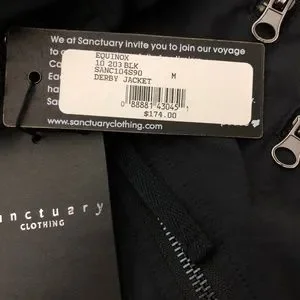 We at Sanctuary invite you to join our voyage
EQUINOX
10 203 BLK
SANC104S90 M
DERBY JACKET
0 88881 43045
$174.00
www.sanctuaryclothing.com
sanctuary
CLOTHING